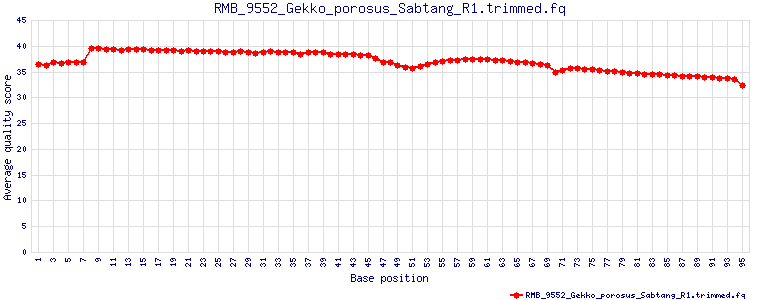 RMB_9552_Gekko_porosus_Sabtang_R1.trimmed.fq
Average quality score
45
40
35
30
25
20
15
10
5
0
1 3 5 7 9 11 13 15 17 19 21 23 25 27 29 31 33 35 37 39 41 43 45 47 49 51 53 55 57 59 61 63 65 67 69 71 73 75 77 79 81 83 85 87 89 91 93 95
Base position
RMB_9552_Gekko_porosus_Sabtang_R1.trimmed.fq